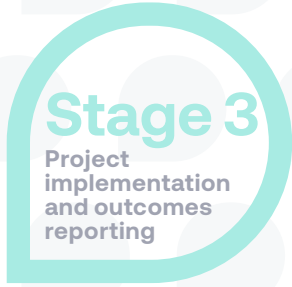 Stage 3
Project
implementation
and outcomes
reporting